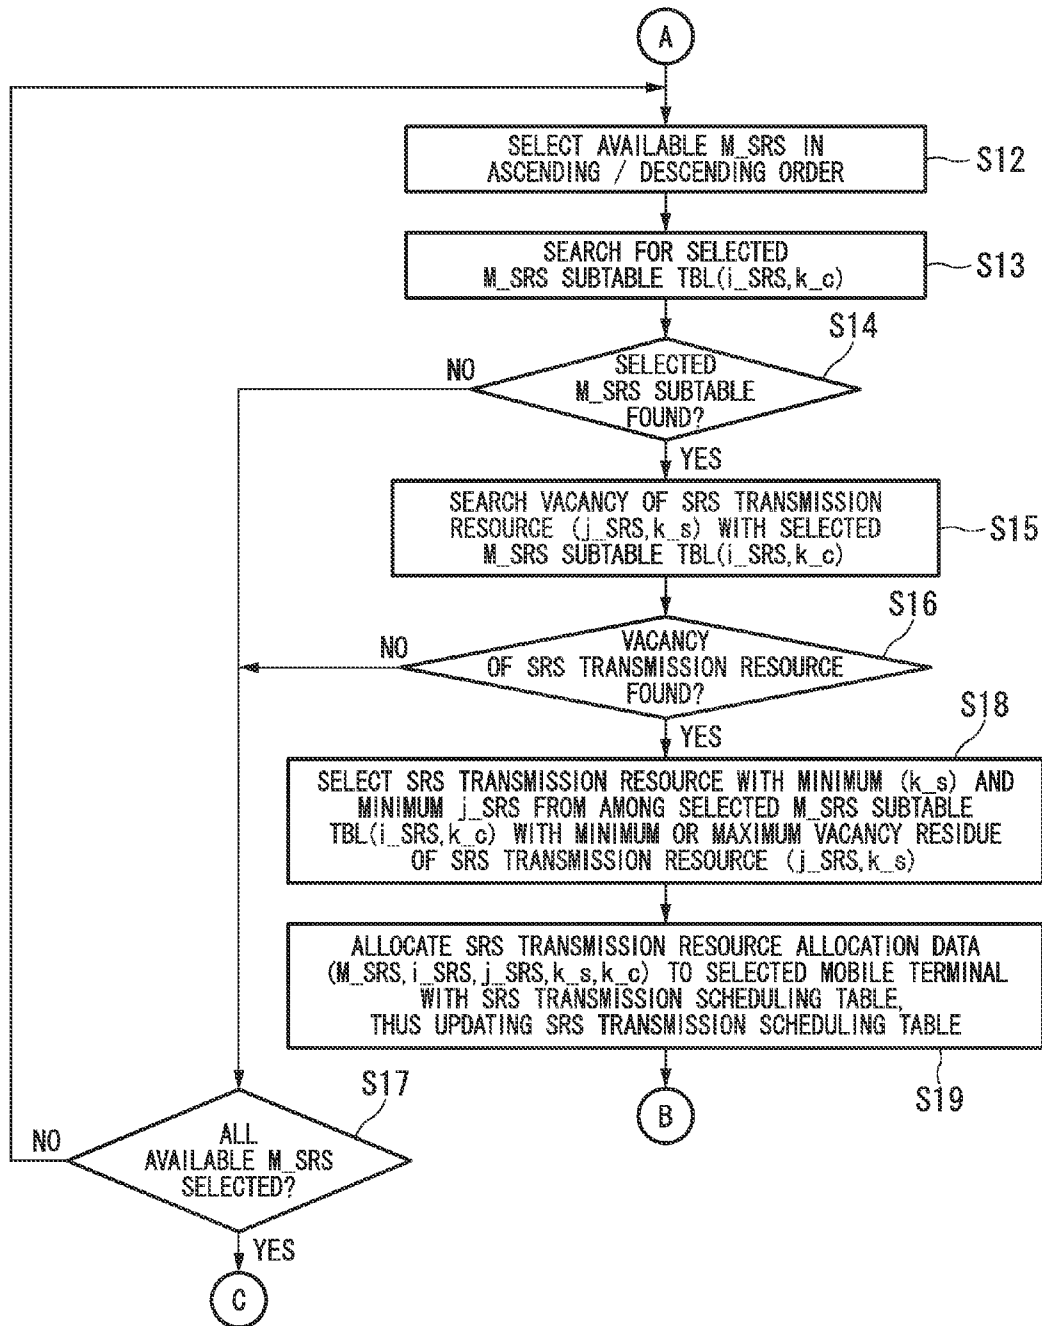 A
SELECT AVAILABLE M_SRS IN
ASCENDING / DESCENDING ORDER
S12
SEARCH FOR SELECTED
M_SRS SUBTABLE TBL(i_SRS,k_c)
S13
S14
NO
SELECTED
M_SRS SUBTABLE
FOUND?
YES
SEARCH VACANCY OF SRS TRANSMISSION
RESOURCE (j_SRS,k_s) WITH SELECTED
M_SRS SUBTABLE TBL(i_SRS,k_c)
S15
S16
NO
VACANCY
OF SRS TRANSMISSION RESOURCE
FOUND?
YES
S18
SELECT SRS TRANSMISSION RESOURCE WITH MINIMUM (k_s) AND
MINIMUM j_SRS FROM AMONG SELECTED M_SRS SUBTABLE
TBL(i_SRS,k_c) WITH MINIMUM OR MAXIMUM VACANCY RESIDUE
OF SRS TRANSMISSION RESOURCE (j_SRS,k_s)
ALLOCATE SRS TRANSMISSION RESOURCE ALLOCATION DATA
(M_SRS,i_SRS,j_SRS,k_s,k_c) TO SELECTED MOBILE TERMINAL
WITH SRS TRANSMISSION SCHEDULING TABLE,
THUS UPDATING SRS TRANSMISSION SCHEDULING TABLE
S19
B
S17
NO
ALL
AVAILABLE M_SRS
SELECTED?
YES
C